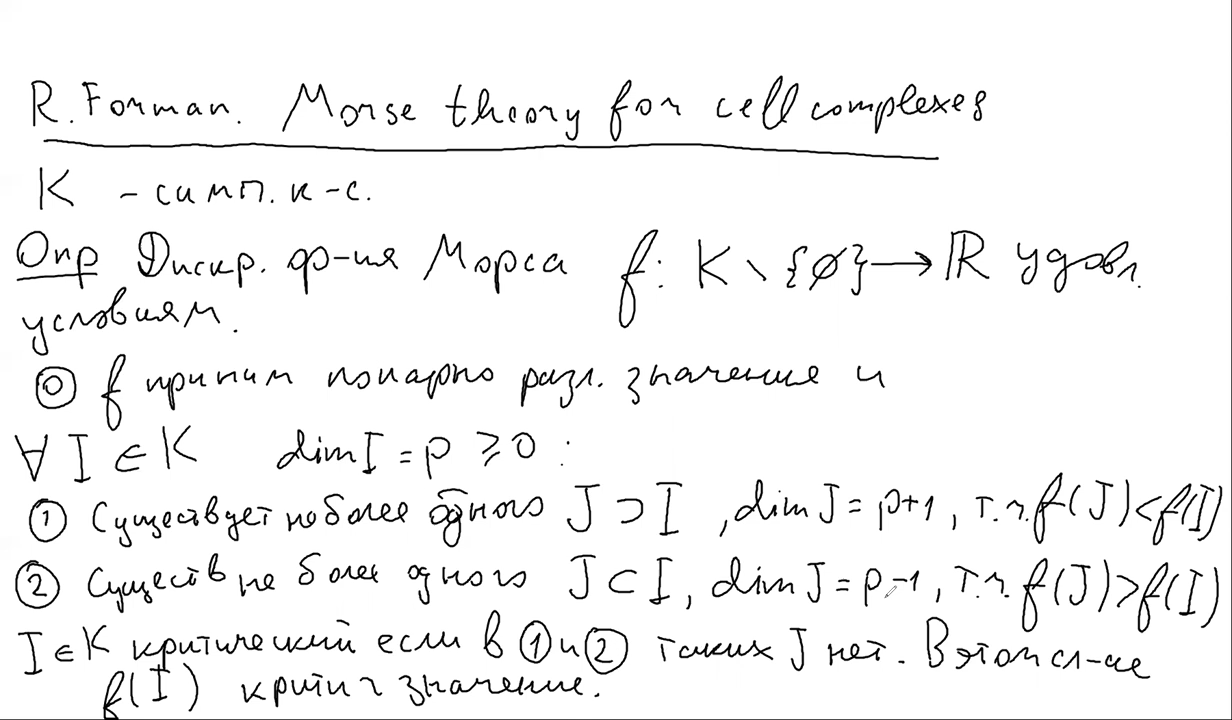 R. Forman. Morse theory for cell complexes
K - симп. к-с.
Опр Дискр. ф-ия Морса f: K \ {∅} → ℝ удовл.
условиям.
⓪ f приним попарно разл. значения и
∀ I ∈ K dim I = p ≥ 0 :
① Существует не более одного J ⊃ I , dim J = p+1 , т.ч. f(J) < f(I)
② Существ не более одного J ⊂ I, dim J = p-1 , т.ч. f(J) > f(I)
I ∈ K критический если в ① и ② таких J нет. В этом сл-ае
f(I) критич значение.